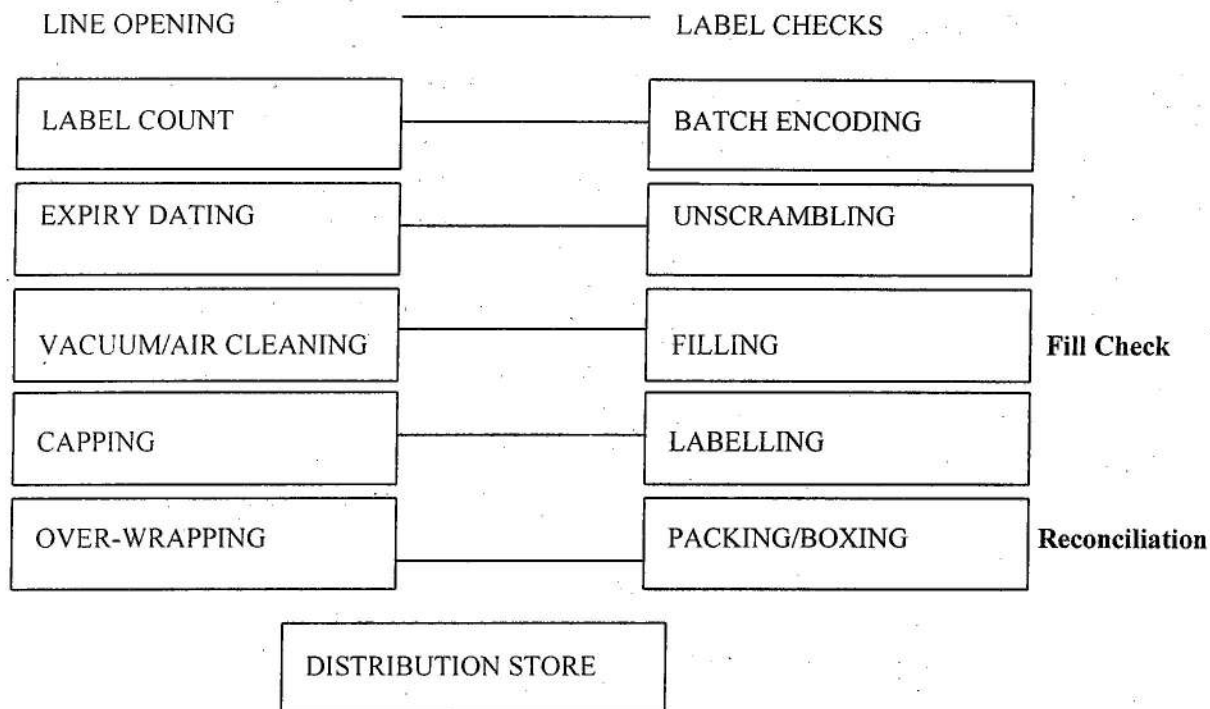 LINE OPENING
LABEL CHECKS
LABEL COUNT
BATCH ENCODING
EXPIRY DATING
UNSCRAMBLING
VACUUM/AIR CLEANING
FILLING
Fill Check
CAPPING
LABELLING
OVER-WRAPPING
PACKING/BOXING
Reconciliation
DISTRIBUTION STORE